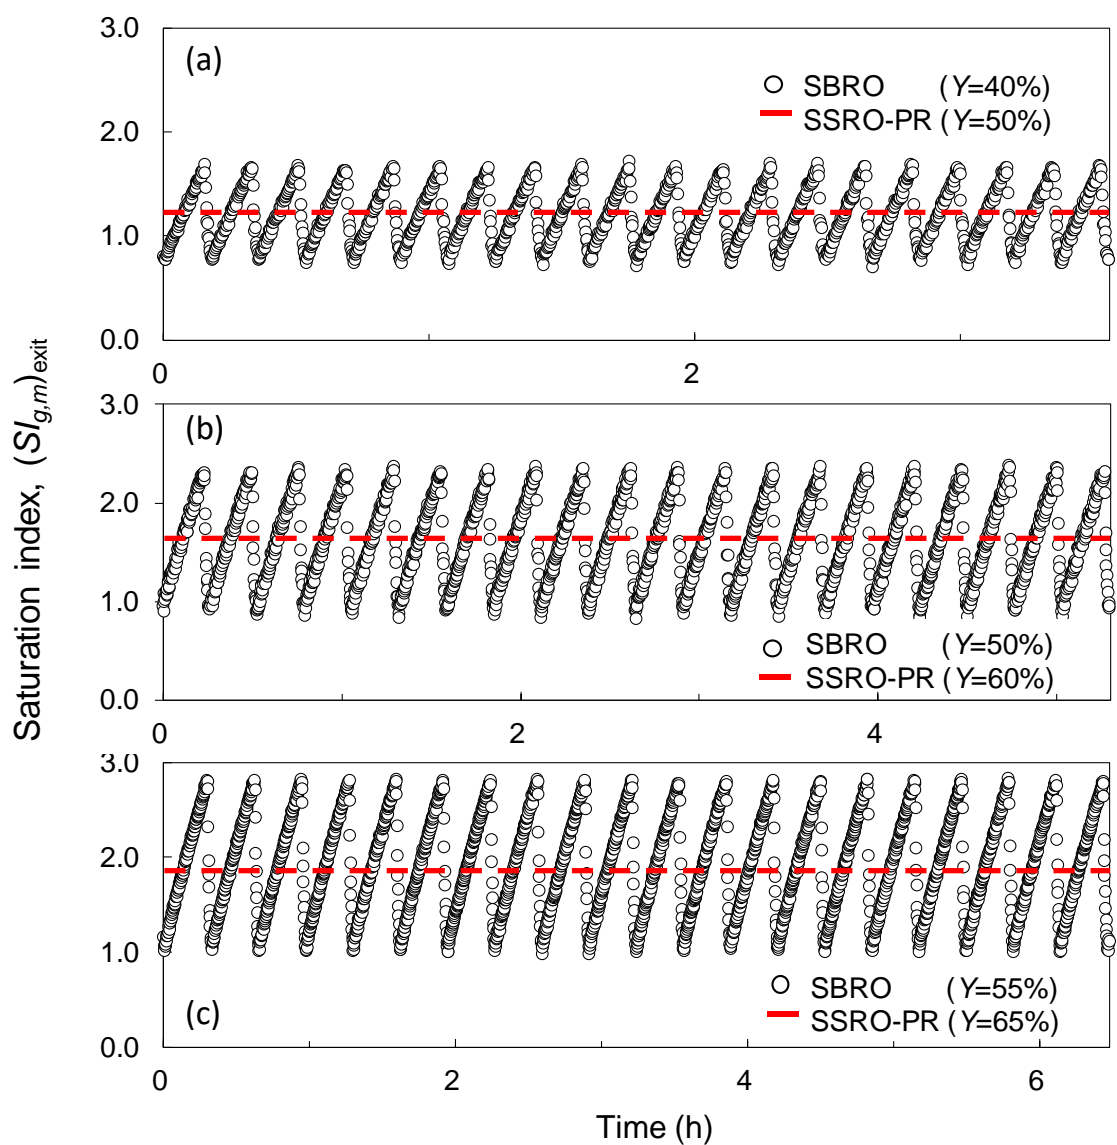 Saturation index, (SI_{g,m})_{exit}
3.0
(a)
SBRO (Y=40%)
SSRO-PR (Y=50%)
2.0
1.0
0.0
0 2
3.0
(b)
2.0
1.0
SBRO (Y=50%)
SSRO-PR (Y=60%)
0.0
0 2 4
3.0
2.0
1.0
SBRO (Y=55%)
(c) SSRO-PR (Y=65%)
0.0
0 2 4 6
Time (h)